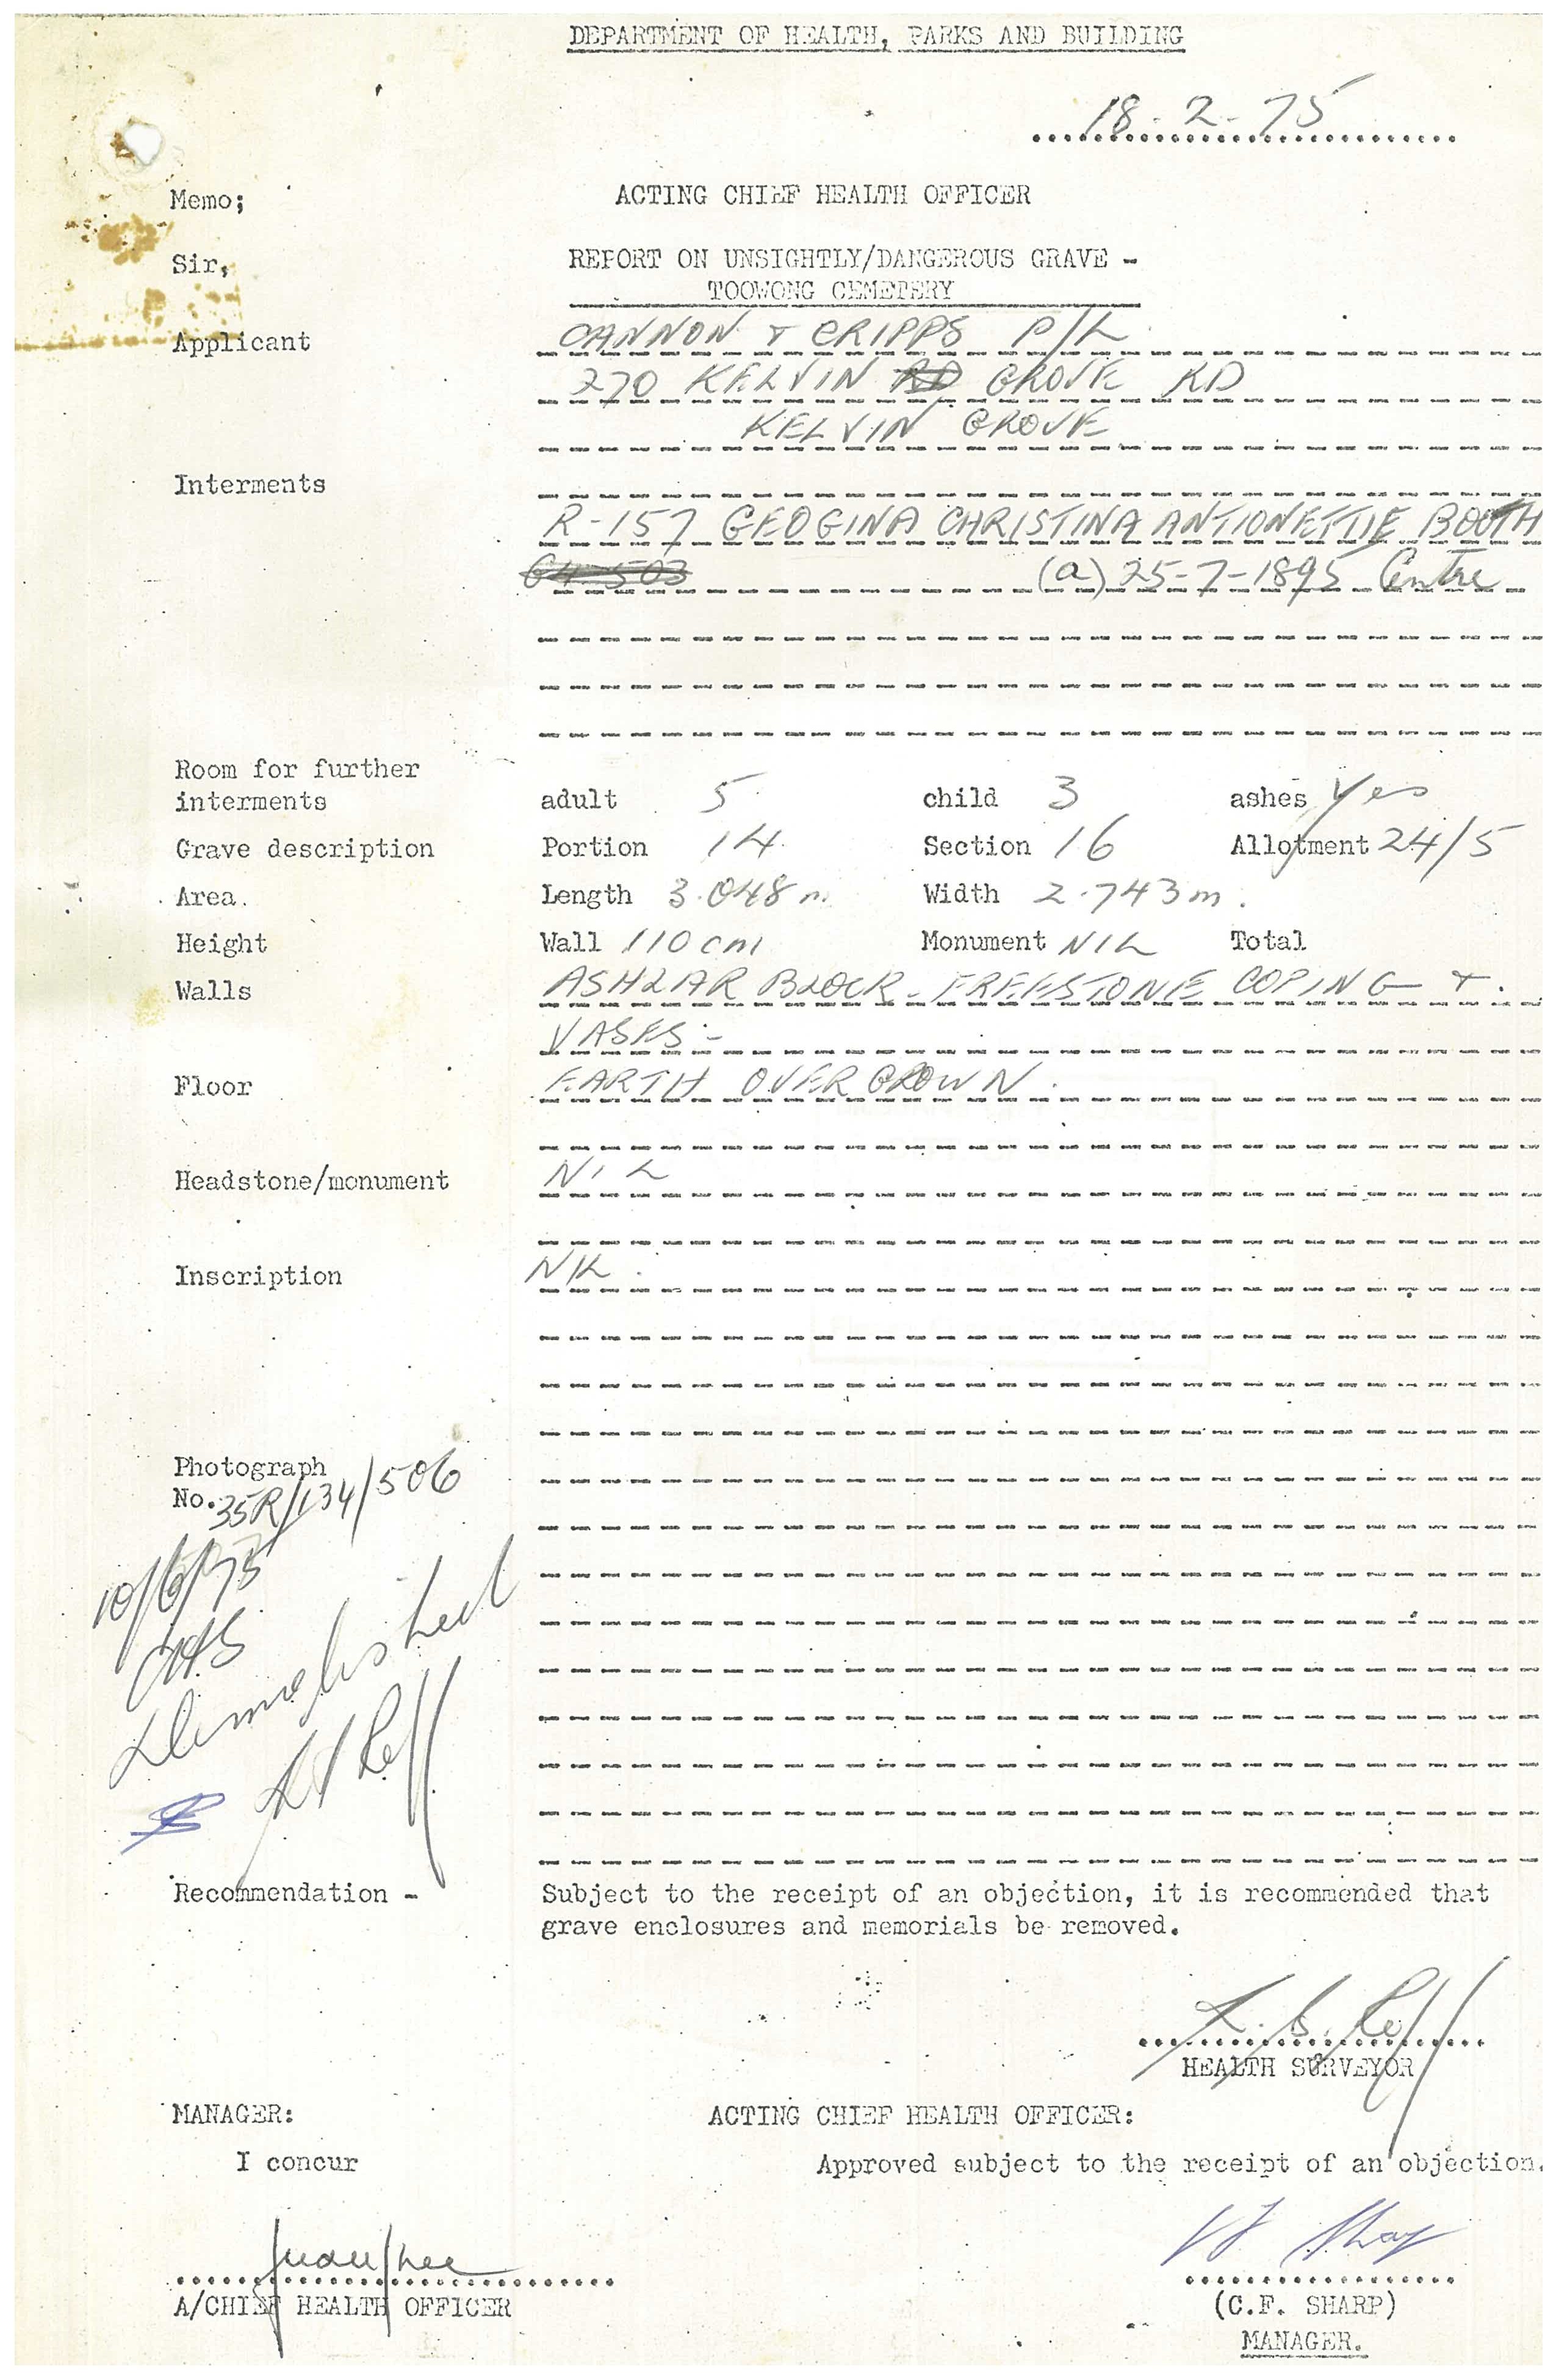 DEPARTMENT OF HEALTH, PARKS AND BUILDING
18-2-75
Memo; ACTING CHIEF HEALTH OFFICER
Sir, REPORT ON UNSIGHTLY/DANGEROUS GRAVE -
TOOWONG CEMETERY
Applicant CANNON & CRIPPS P/L
270 KELVIN RD GROVE RD
KELVIN GROVE
Interments
R-157 GEOGINA CHRISTINA ANTIONETTIE BOOTH
G4-503 (a) 25-7-1895 Centre
Room for further
interments adult 5 child 3 ashes Yes
Grave description Portion 14 Section 16 Allotment 24/5
Area. Length 3.048 m Width 2.743 m.
Height Wall 110 cm Monument NIL Total
Walls ASHLAR BLOCK - FREESTONE COPING & .
VASES -
Floor EARTH OVERGROWN.
Headstone/monument NIL
Inscription NIL.
Photograph
No. 35R/134/506
10/6/75
Demolished
Recommendation - Subject to the receipt of an objection, it is recommended that
grave enclosures and memorials be removed.
HEALTH SURVEYOR
MANAGER: ACTING CHIEF HEALTH OFFICER:
I concur Approved subject to the receipt of an objection.
A/CHIEF HEALTH OFFICER (C.F. SHARP)
MANAGER.